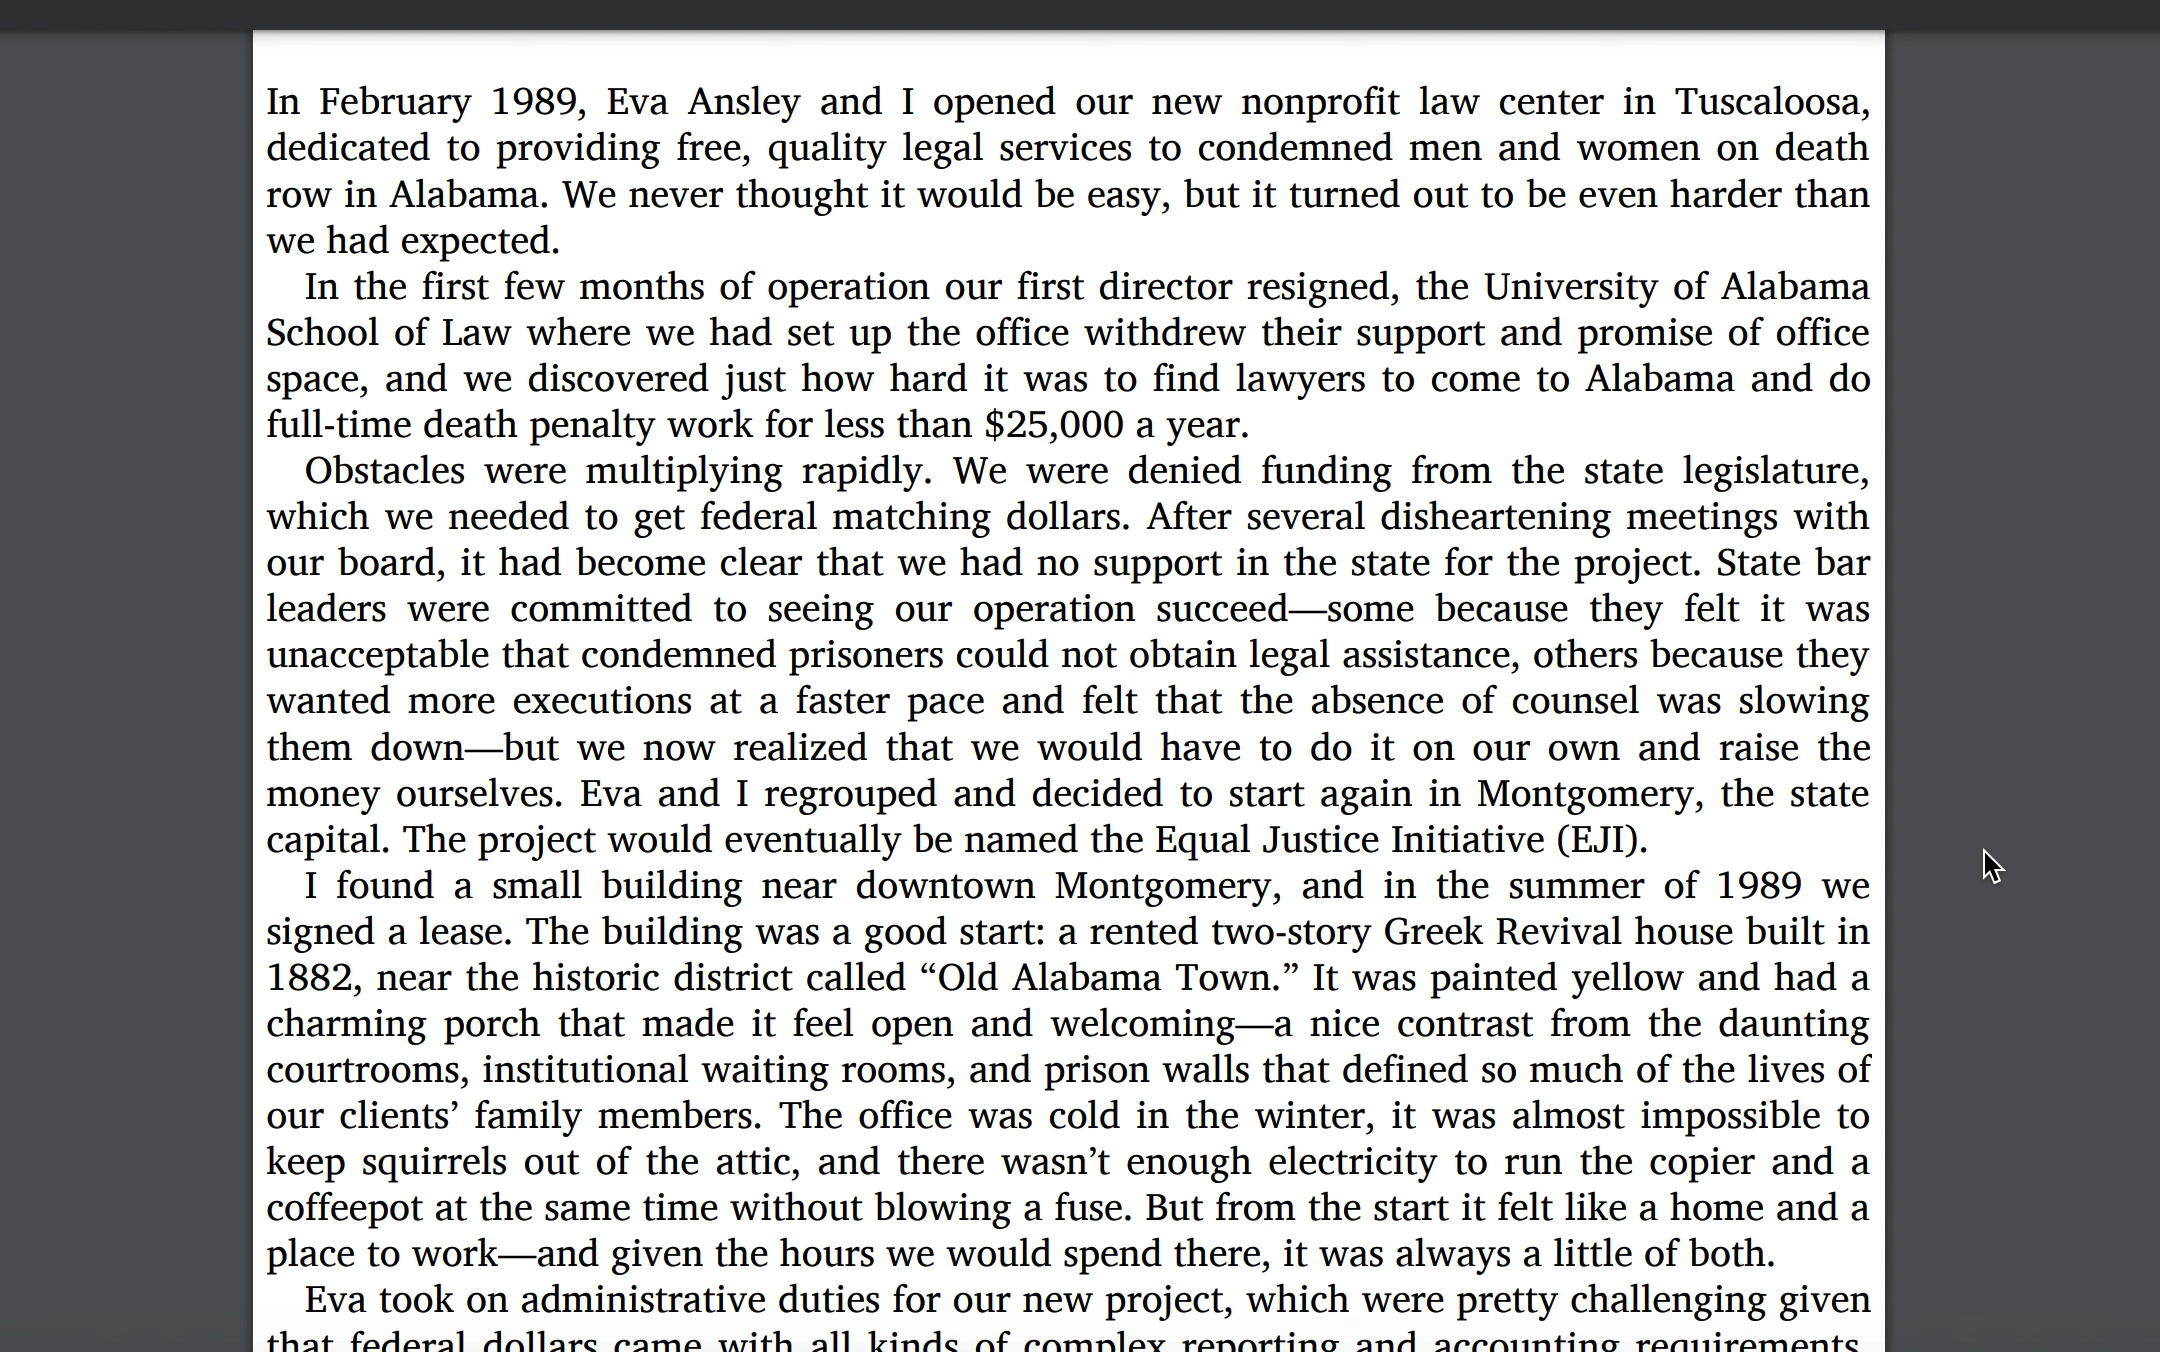 In February 1989, Eva Ansley and I opened our new nonprofit law center in Tuscaloosa,
dedicated to providing free, quality legal services to condemned men and women on death
row in Alabama. We never thought it would be easy, but it turned out to be even harder than
we had expected.
In the first few months of operation our first director resigned, the University of Alabama
School of Law where we had set up the office withdrew their support and promise of office
space, and we discovered just how hard it was to find lawyers to come to Alabama and do
full-time death penalty work for less than $25,000 a year.
Obstacles were multiplying rapidly. We were denied funding from the state legislature,
which we needed to get federal matching dollars. After several disheartening meetings with
our board, it had become clear that we had no support in the state for the project. State bar
leaders were committed to seeing our operation succeed—some because they felt it was
unacceptable that condemned prisoners could not obtain legal assistance, others because they
wanted more executions at a faster pace and felt that the absence of counsel was slowing
them down—but we now realized that we would have to do it on our own and raise the
money ourselves. Eva and I regrouped and decided to start again in Montgomery, the state
capital. The project would eventually be named the Equal Justice Initiative (EJI).
I found a small building near downtown Montgomery, and in the summer of 1989 we
signed a lease. The building was a good start: a rented two-story Greek Revival house built in
1882, near the historic district called “Old Alabama Town.” It was painted yellow and had a
charming porch that made it feel open and welcoming—a nice contrast from the daunting
courtrooms, institutional waiting rooms, and prison walls that defined so much of the lives of
our clients’ family members. The office was cold in the winter, it was almost impossible to
keep squirrels out of the attic, and there wasn’t enough electricity to run the copier and a
coffeepot at the same time without blowing a fuse. But from the start it felt like a home and a
place to work—and given the hours we would spend there, it was always a little of both.
Eva took on administrative duties for our new project, which were pretty challenging given
that federal dollars came with all kinds of complex reporting and accounting requirements.